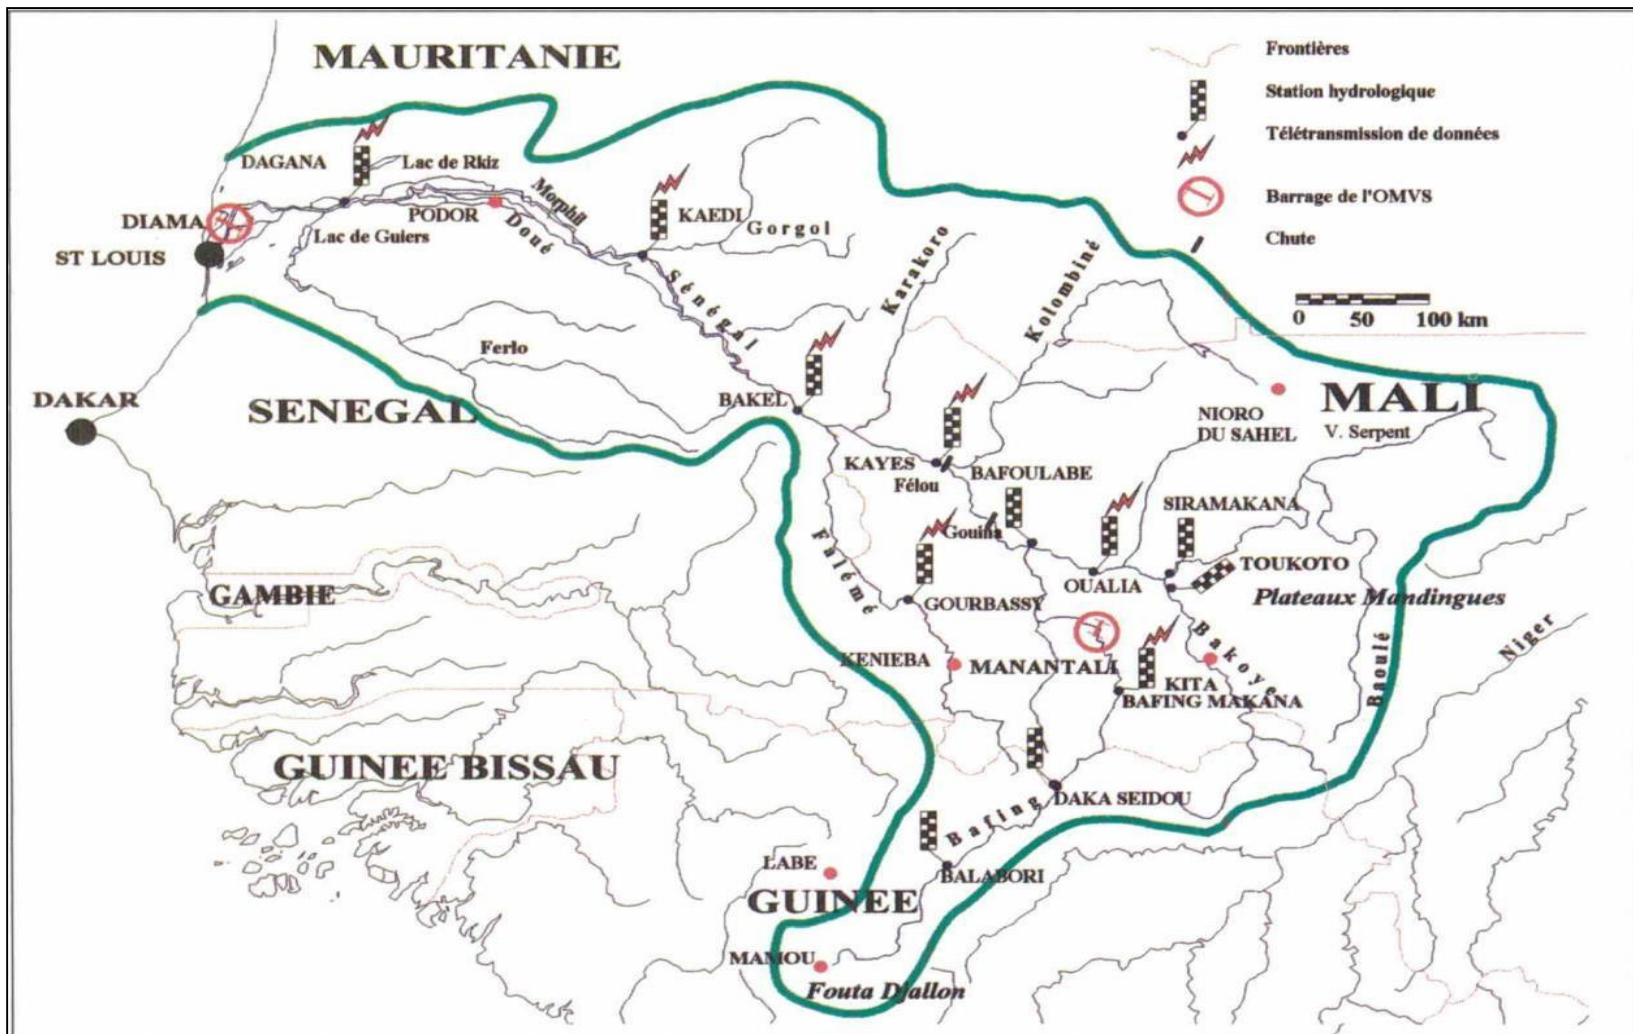 MAURITANIE
Frontières
Station hydrologique
Télétransmission de données
Barrage de l'OMVS
Chute
0 50 100 km
DAGANA
Lac de Rkiz
DIAMA
PODOR
Morphil
Doué
KAEDI
Gorgol
Lac de Guiers
ST LOUIS
Sénégal
Karakoro
Kolombiné
Ferlo
BAKEL
DAKAR
SENEGAL
MALI
NIORO
DU SAHEL
V. Serpent
KAYES
Félou
BAFOULABE
SIRAMAKANA
Gouina
Falémé
TOUKOTO
OUALIA
Plateaux Mandingues
GAMBIE
GOURBASSY
KENIEBA
MANANTALI
Bakoye
KITA
BAFING MAKANA
Baoulé
Niger
GUINEE BISSAU
DAKA SEIDOU
Bafing
LABE
BALABORI
GUINEE
MAMOU
Fouta Djallon